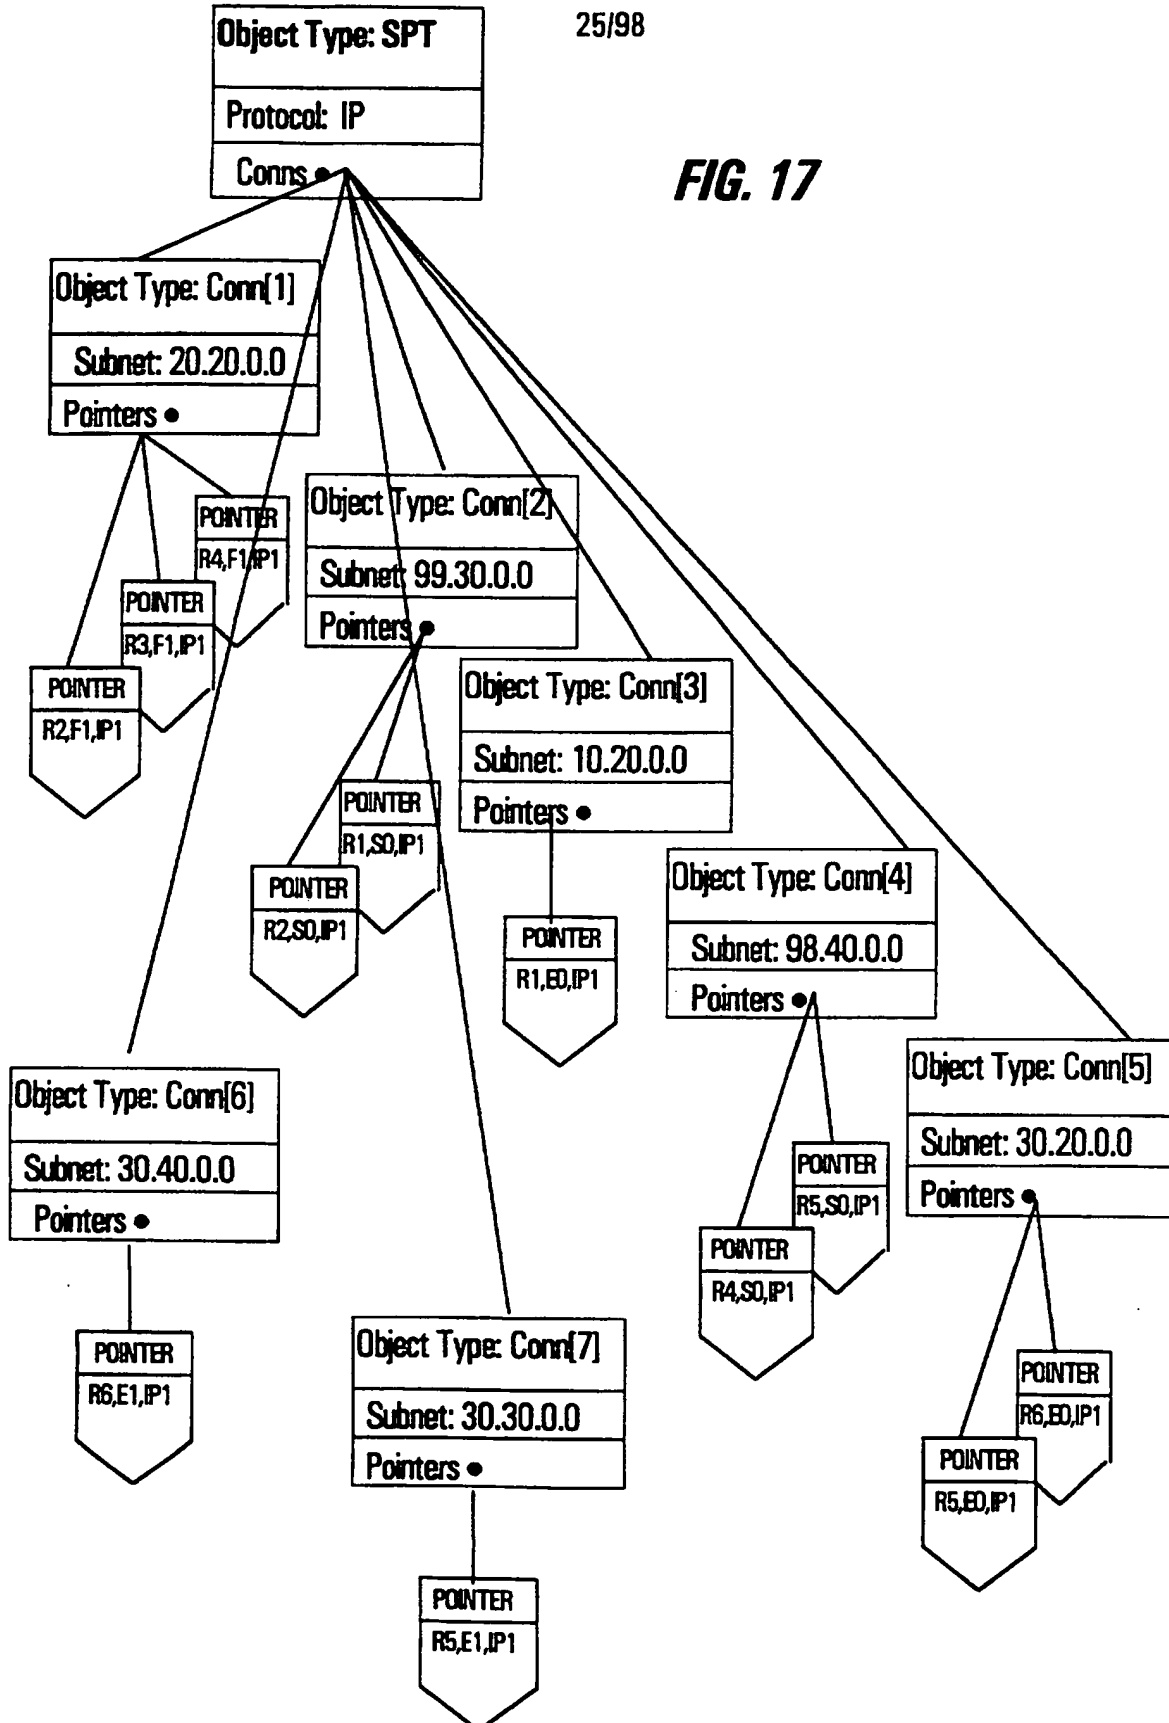 25/98
Object Type: SPT
Protocol: IP
Conns
FIG. 17
Object Type: Conn[1]
Subnet: 20.20.0.0
Pointers
POINTER
R4,F1,IP1
POINTER
R3,F1,IP1
POINTER
R2,F1,IP1
Object Type: Conn[2]
Subnet: 99.30.0.0
Pointers
POINTER
R1,S0,IP1
POINTER
R2,S0,IP1
Object Type: Conn[3]
Subnet: 10.20.0.0
Pointers
POINTER
R1,E0,IP1
Object Type: Conn[4]
Subnet: 98.40.0.0
Pointers
POINTER
R5,S0,IP1
POINTER
R4,S0,IP1
Object Type: Conn[5]
Subnet: 30.20.0.0
Pointers
POINTER
R6,E0,IP1
POINTER
R5,E0,IP1
Object Type: Conn[6]
Subnet: 30.40.0.0
Pointers
POINTER
R6,E1,IP1
Object Type: Conn[7]
Subnet: 30.30.0.0
Pointers
POINTER
R5,E1,IP1